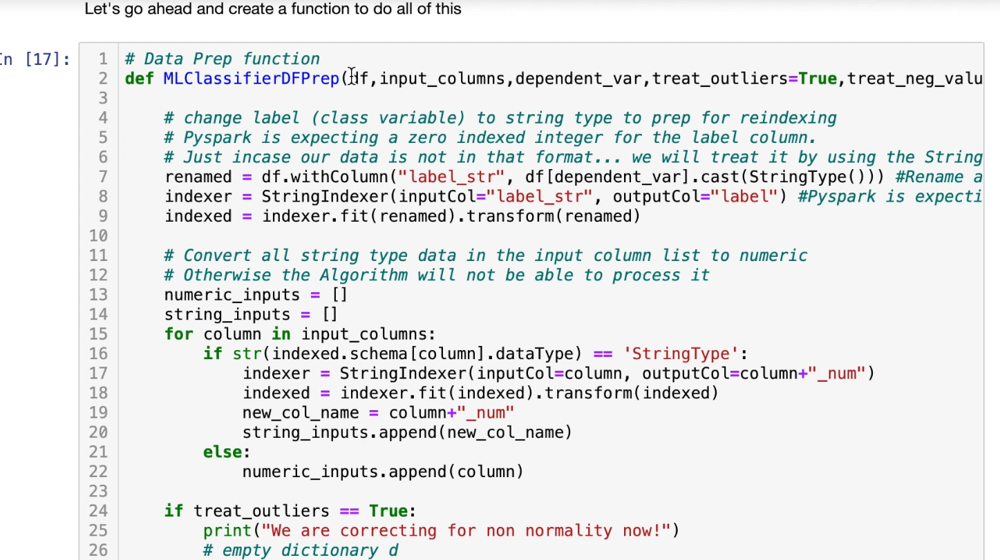 Let's go ahead and create a function to do all of this
In [17]:
1 # Data Prep function
2 def MLClassifierDFPrep(df,input_columns,dependent_var,treat_outliers=True,treat_neg_valu
3
4 # change label (class variable) to string type to prep for reindexing
5 # Pyspark is expecting a zero indexed integer for the label column.
6 # Just incase our data is not in that format... we will treat it by using the String
7 renamed = df.withColumn("label_str", df[dependent_var].cast(StringType())) #Rename a
8 indexer = StringIndexer(inputCol="label_str", outputCol="label") #Pyspark is expecti
9 indexed = indexer.fit(renamed).transform(renamed)
10
11 # Convert all string type data in the input column list to numeric
12 # Otherwise the Algorithm will not be able to process it
13 numeric_inputs = []
14 string_inputs = []
15 for column in input_columns:
16 if str(indexed.schema[column].dataType) == 'StringType':
17 indexer = StringIndexer(inputCol=column, outputCol=column+"_num")
18 indexed = indexer.fit(indexed).transform(indexed)
19 new_col_name = column+"_num"
20 string_inputs.append(new_col_name)
21 else:
22 numeric_inputs.append(column)
23
24 if treat_outliers == True:
25 print("We are correcting for non normality now!")
26 # empty dictionary d